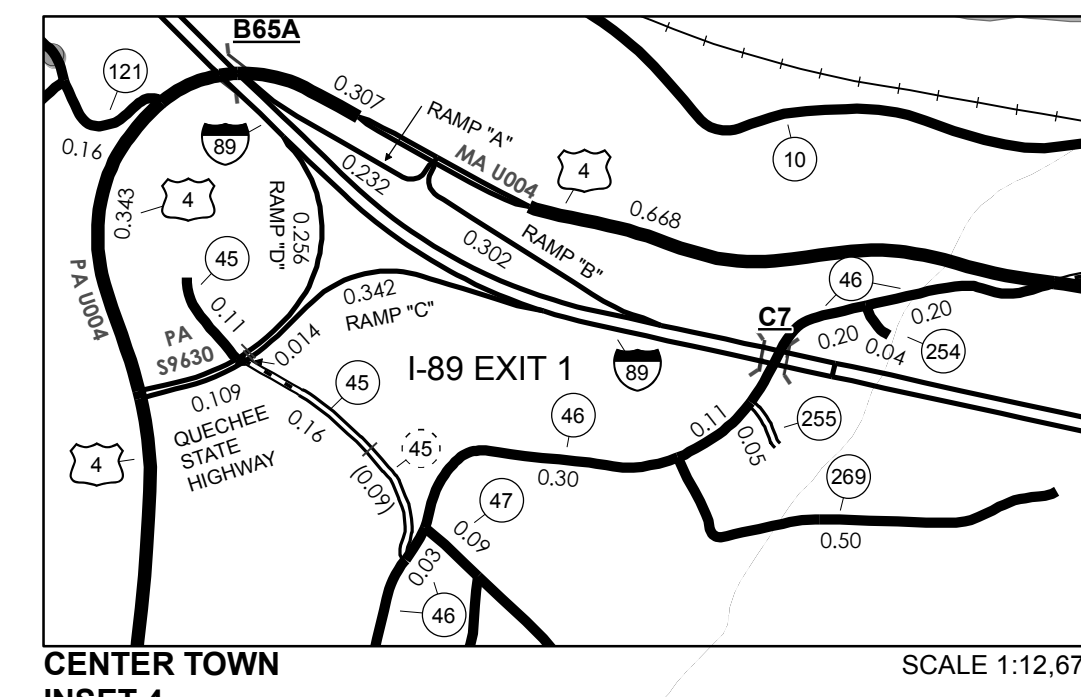 B65A
121
0.307
RAMP "A"
0.16
89
MA U004
4
10
0.232
4
0.343
RAMP "D"
0.256
0.668
45
0.302
RAMP "B"
46
PA U004
0.11
0.342
RAMP "C"
C7
0.20
0.20
PA
S9630
0.014
0.04
254
I-89 EXIT 1
89
45
0.109
QUECHEE
STATE
HIGHWAY
0.16
46
0.11
255
0.05
4
45
(0.09)
0.30
269
47
0.09
0.50
0.03
46
CENTER TOWN
SCALE 1:12,67
INSET 4